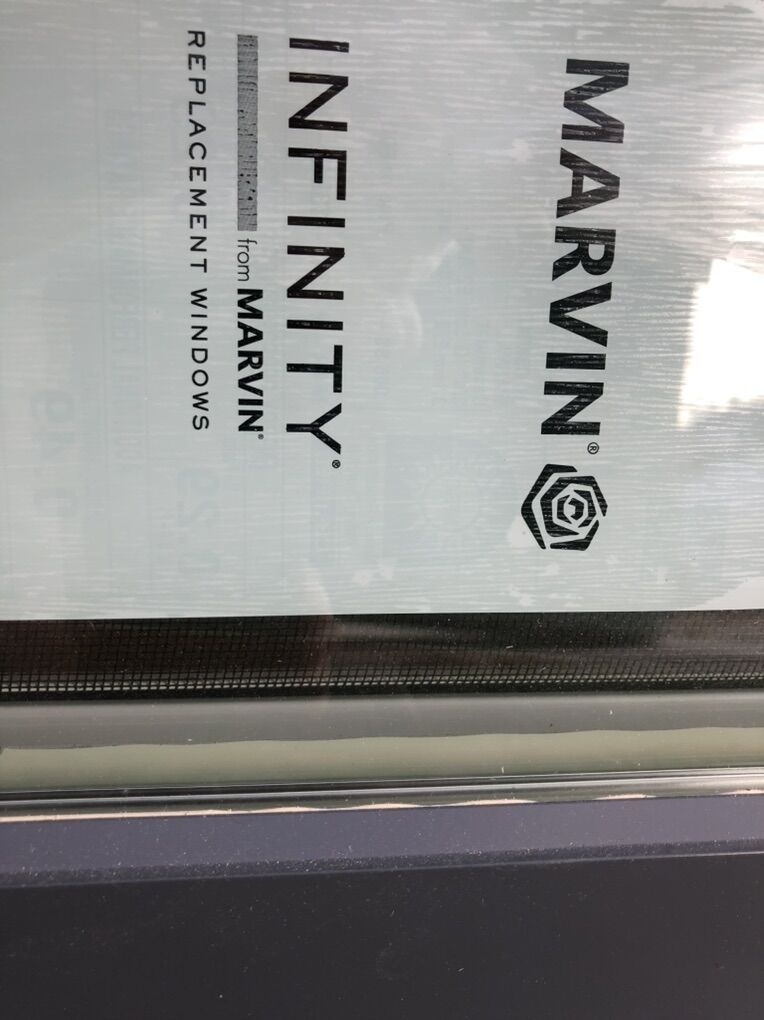 MARVIN®
INFINITY®
from MARVIN®
REPLACEMENT WINDOWS